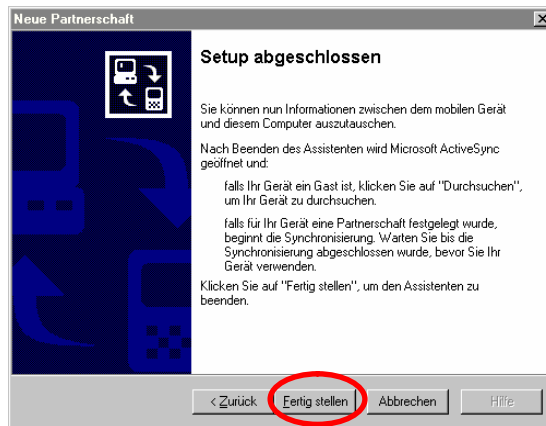 Neue Partnerschaft
Setup abgeschlossen
Sie können nun Informationen zwischen dem mobilen Gerät
und diesem Computer auszutauschen.
Nach Beenden des Assistenten wird Microsoft ActiveSync
geöffnet und:
falls Ihr Gerät ein Gast ist, klicken Sie auf "Durchsuchen",
um Ihr Gerät zu durchsuchen.
falls für Ihr Gerät eine Partnerschaft festgelegt wurde,
beginnt die Synchronisierung. Warten Sie bis die
Synchronisierung abgeschlossen wurde, bevor Sie Ihr
Gerät verwenden.
Klicken Sie auf "Fertig stellen", um den Assistenten zu
beenden.
< Zurück Fertig stellen Abbrechen Hilfe